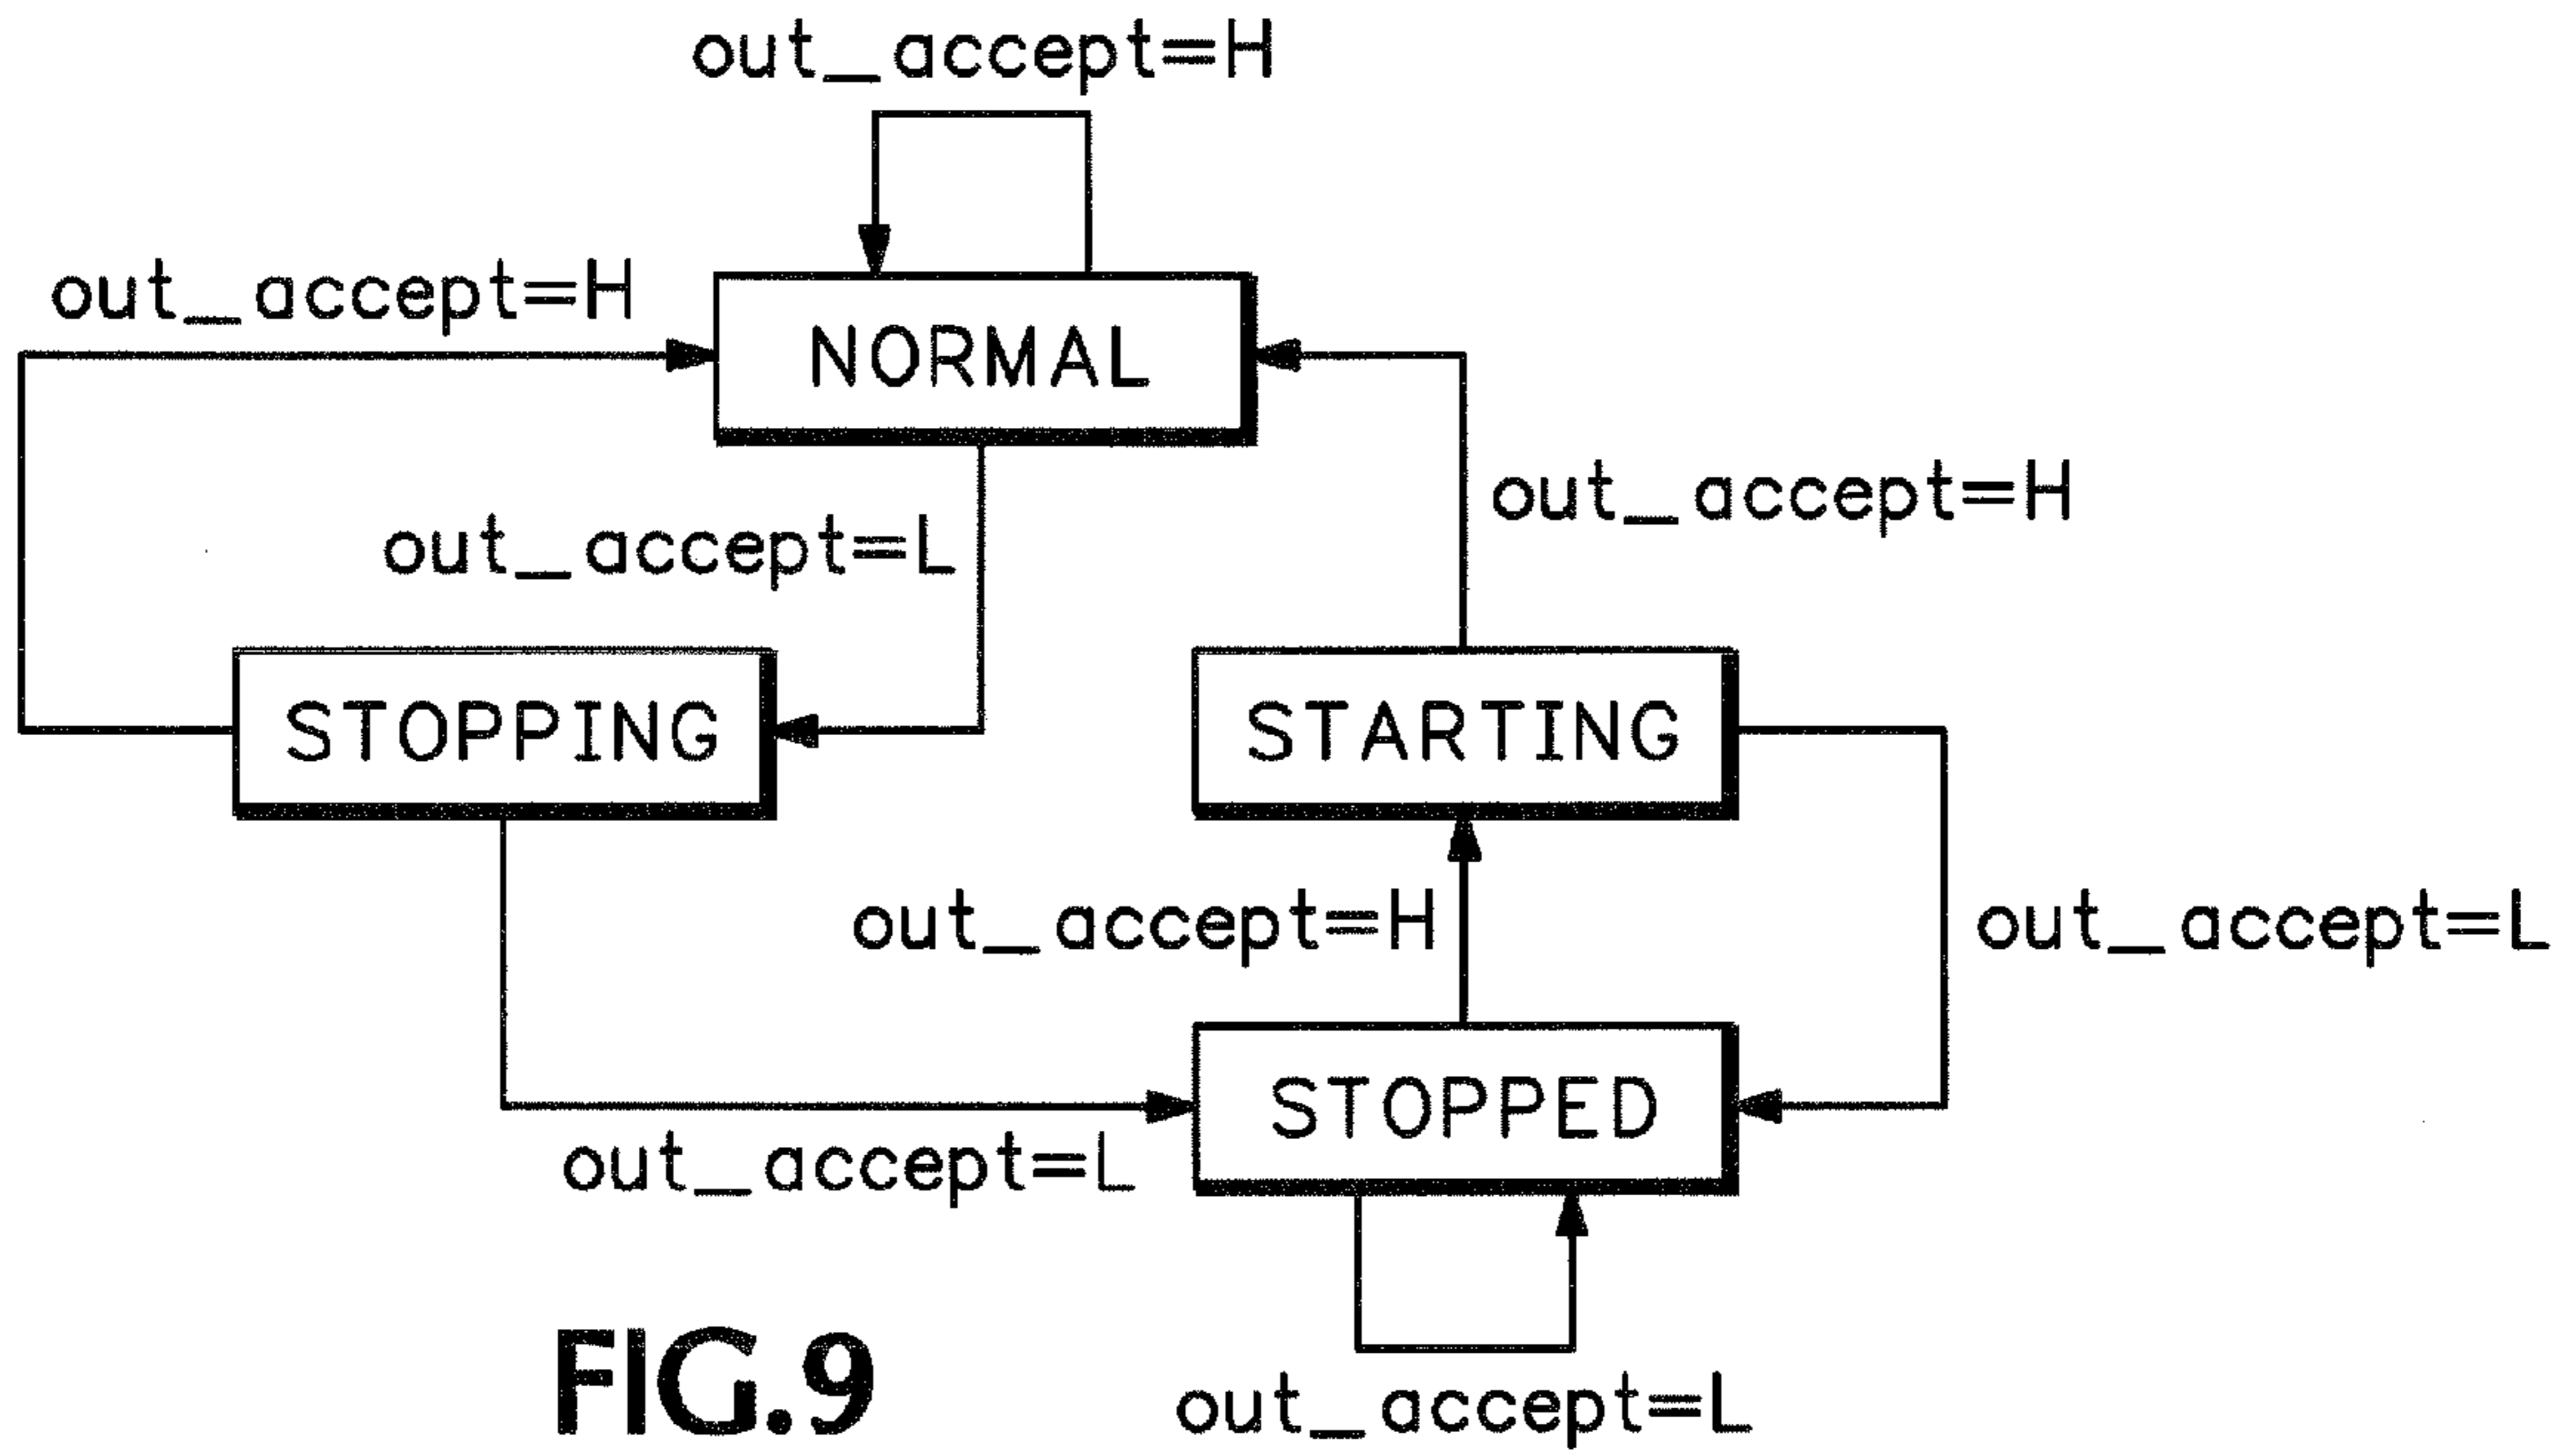 out_accept=H
out_accept=H
NORMAL
out_accept=H
out_accept=L
STOPPING
STARTING
out_accept=H
out_accept=L
STOPPED
out_accept=L
FIG.9
out_accept=L